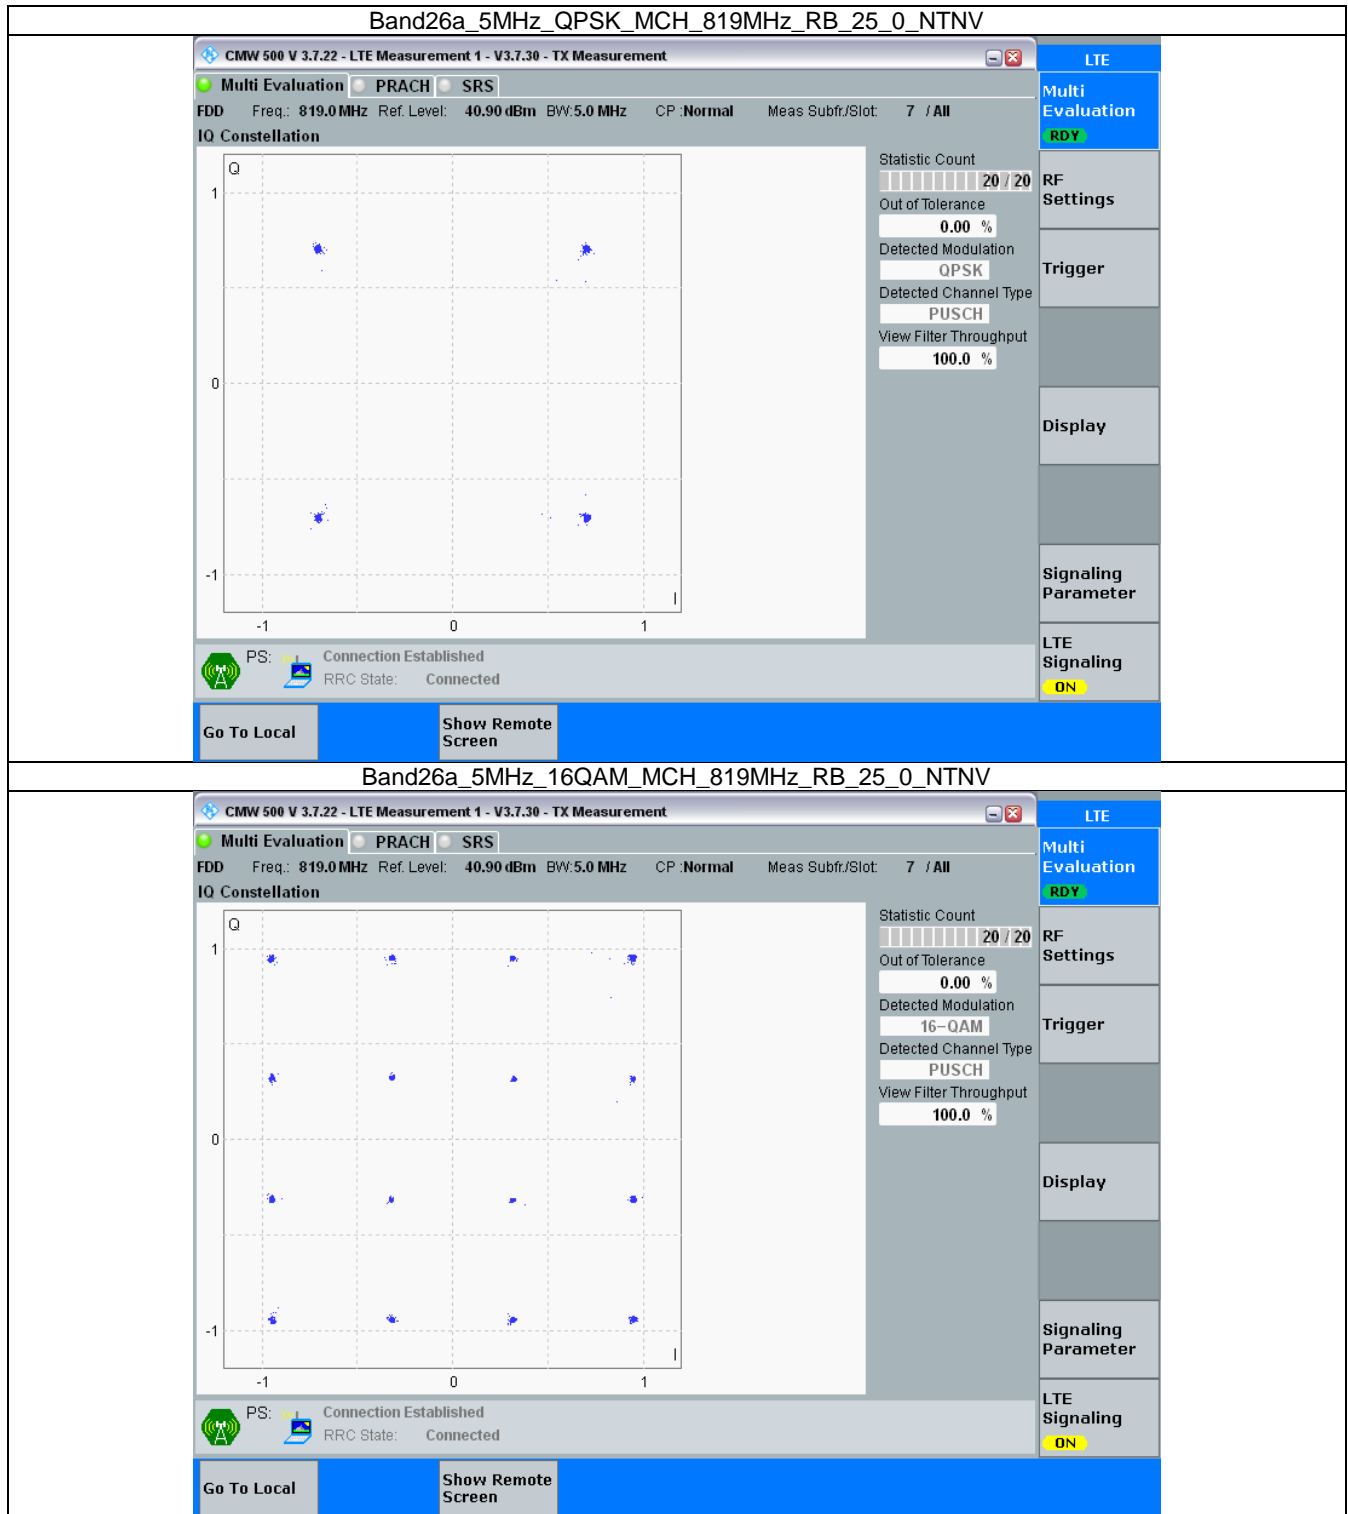 Band26a_5MHz_QPSK_MCH_819MHz_RB_25_0_NTNV
CMW 500 V 3.7.22 - LTE Measurement 1 - V3.7.30 - TX Measurement
LTE
Multi Evaluation PRACH SRS
Multi
Evaluation
RDY
FDD Freq.: 819.0 MHz Ref. Level: 40.90 dBm BW: 5.0 MHz CP :Normal Meas Subfr./Slot: 7 / All
IQ Constellation
Q
1
0
-1
I
-1 0 1
Statistic Count
20 / 20
Out of Tolerance
0.00 %
Detected Modulation
QPSK
Detected Channel Type
PUSCH
View Filter Throughput
100.0 %
RF
Settings
Trigger
Display
Signaling
Parameter
LTE
Signaling
ON
PS: Connection Established
RRC State: Connected
Go To Local
Show Remote
Screen
Band26a_5MHz_16QAM_MCH_819MHz_RB_25_0_NTNV
CMW 500 V 3.7.22 - LTE Measurement 1 - V3.7.30 - TX Measurement
LTE
Multi Evaluation PRACH SRS
Multi
Evaluation
RDY
FDD Freq.: 819.0 MHz Ref. Level: 40.90 dBm BW: 5.0 MHz CP :Normal Meas Subfr./Slot: 7 / All
IQ Constellation
Q
1
0
-1
I
-1 0 1
Statistic Count
20 / 20
Out of Tolerance
0.00 %
Detected Modulation
16-QAM
Detected Channel Type
PUSCH
View Filter Throughput
100.0 %
RF
Settings
Trigger
Display
Signaling
Parameter
LTE
Signaling
ON
PS: Connection Established
RRC State: Connected
Go To Local
Show Remote
Screen